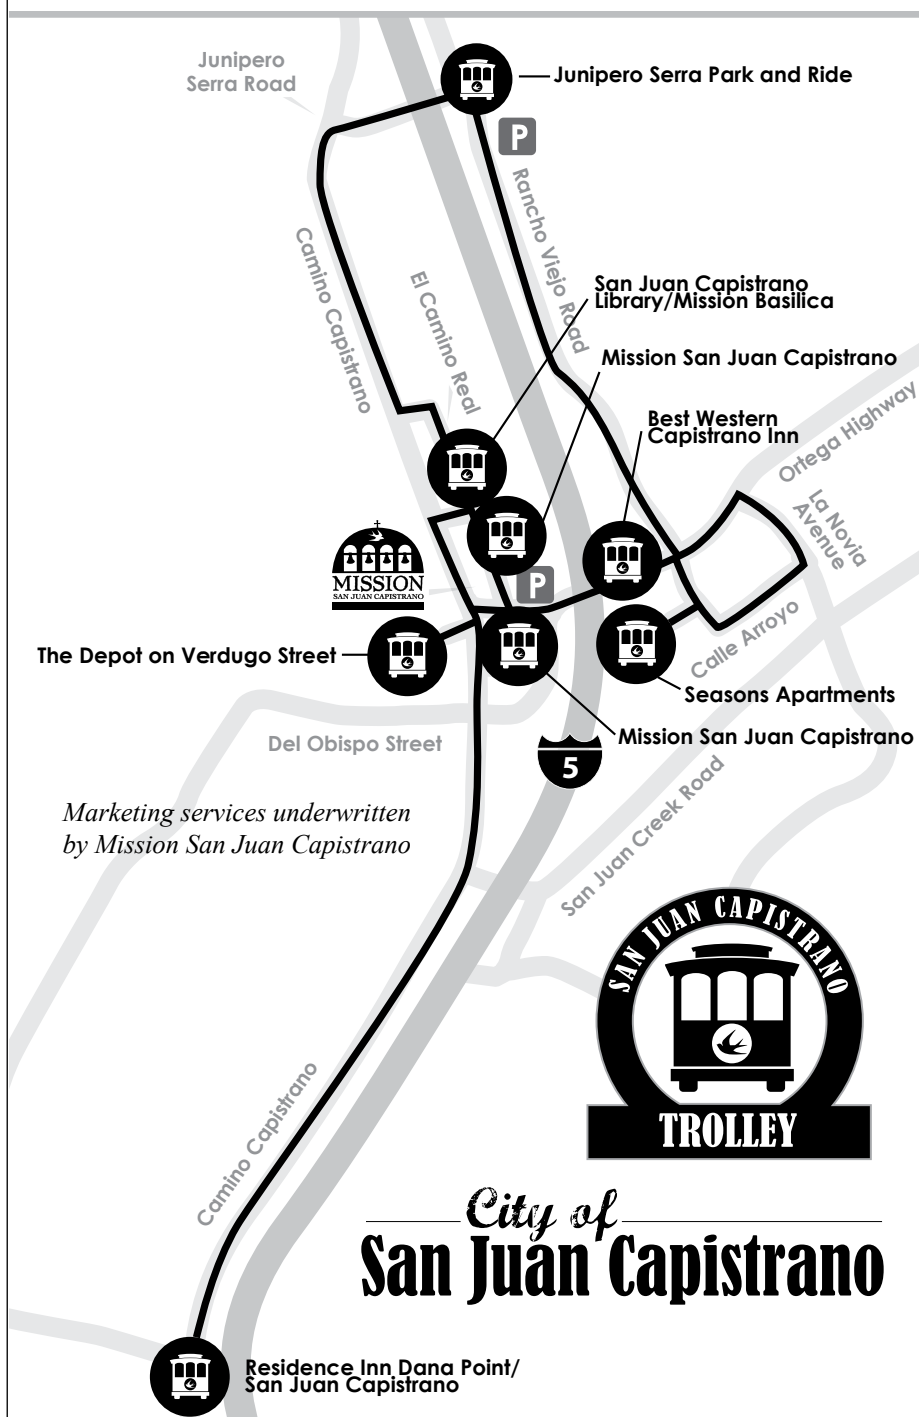 Junipero
Serra Road
Junipero Serra Park and Ride
P
Rancho Viejo Road
Camino Capistrano
El Camino Real
San Juan Capistrano
Library/Mission Basilica
Mission San Juan Capistrano
Best Western
Capistrano Inn
Ortega Highway
La Novia
Avenue
MISSION
SAN JUAN CAPISTRANO
P
Calle Arroyo
The Depot on Verdugo Street
Seasons Apartments
Del Obispo Street
Mission San Juan Capistrano
5
San Juan Creek Road
Marketing services underwritten
by Mission San Juan Capistrano
SAN JUAN CAPISTRANO
TROLLEY
Camino Capistrano
City of
San Juan Capistrano
Residence Inn Dana Point/
San Juan Capistrano